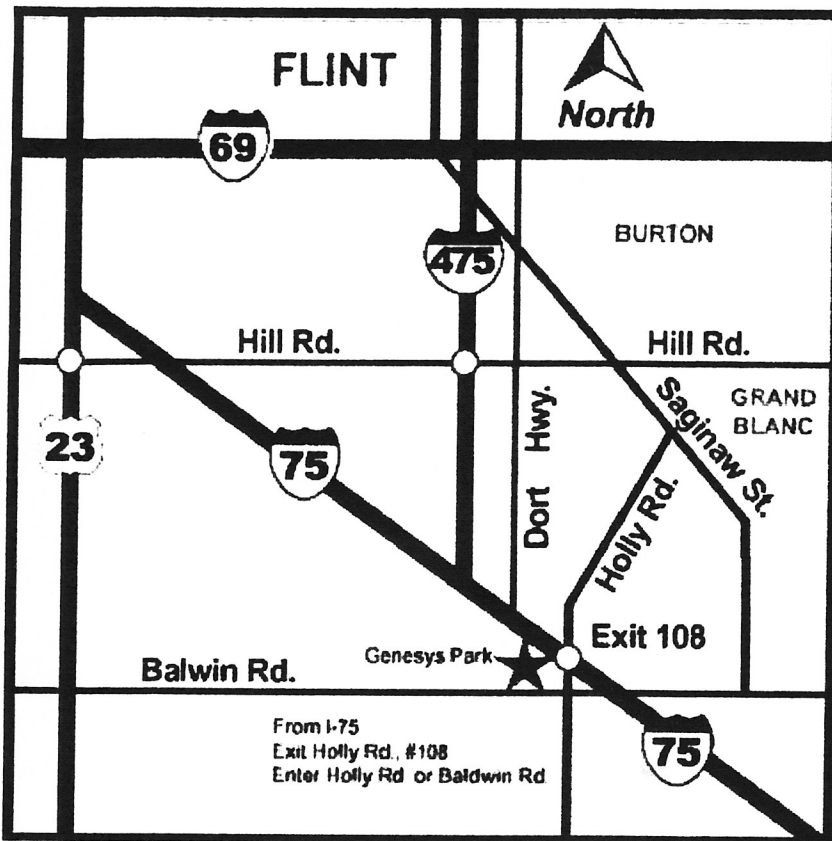 FLINT
North
69
BURTON
475
Hill Rd.
Hill Rd.
GRAND
BLANC
Saginaw St.
23
75
Dort Hwy.
Holly Rd.
Exit 108
Genesys Park
Balwin Rd.
From I-75
Exit Holly Rd., #108
Enter Holly Rd or Baldwin Rd
75